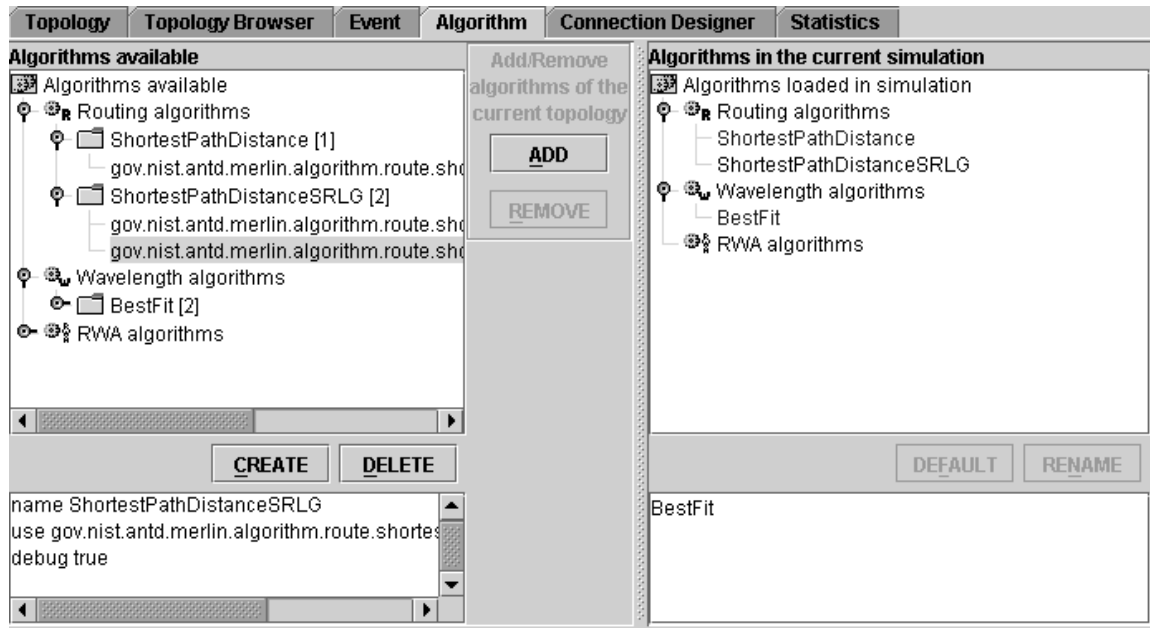 Topology
Topology Browser
Event
Algorithm
Connection Designer
Statistics
Algorithms available
Algorithms available
Routing algorithms
ShortestPathDistance [1]
gov.nist.antd.merlin.algorithm.route.sho
ShortestPathDistanceSRLG [2]
gov.nist.antd.merlin.algorithm.route.sho
gov.nist.antd.merlin.algorithm.route.sho
Wavelength algorithms
BestFit [2]
RWA algorithms
CREATE
DELETE
name ShortestPathDistanceSRLG
use gov.nist.antd.merlin.algorithm.route.shortes
debug true
Add/Remove
algorithms of the
current topology
ADD
REMOVE
Algorithms in the current simulation
Algorithms loaded in simulation
Routing algorithms
ShortestPathDistance
ShortestPathDistanceSRLG
Wavelength algorithms
BestFit
RWA algorithms
DEFAULT
RENAME
BestFit